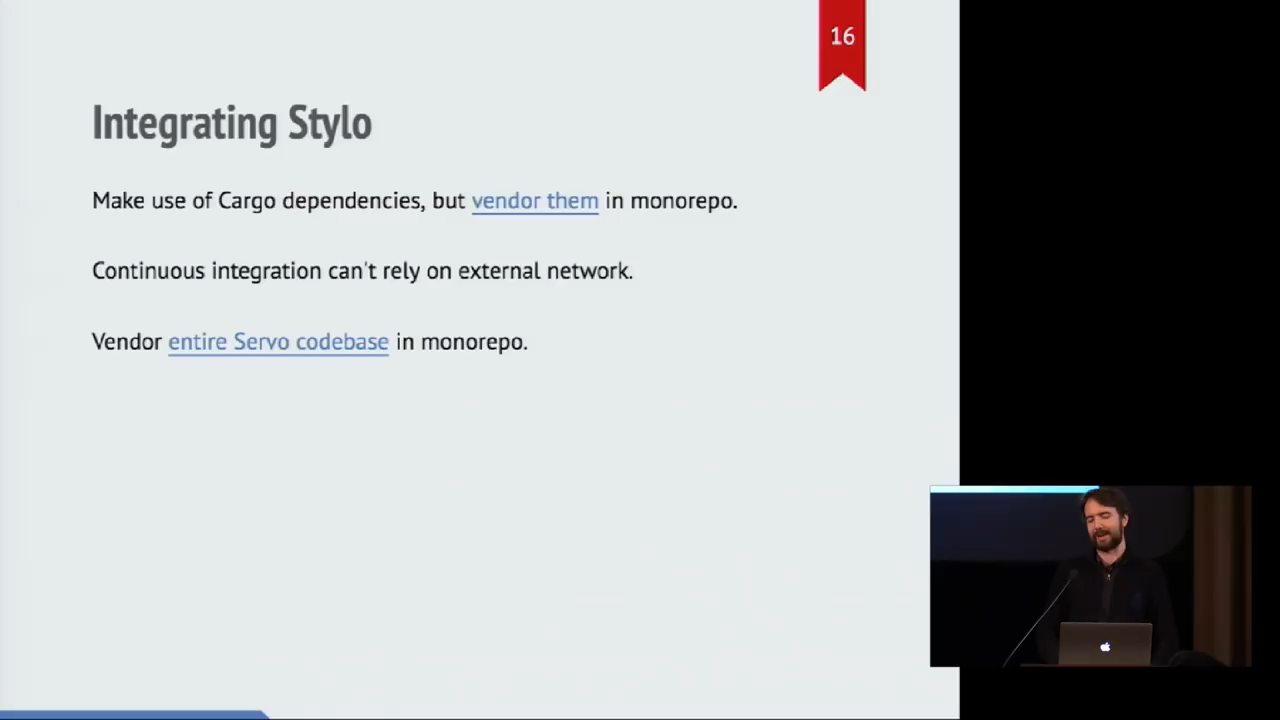 16
Integrating Stylo
Make use of Cargo dependencies, but vendor them in monorepo.
Continuous integration can't rely on external network.
Vendor entire Servo codebase in monorepo.